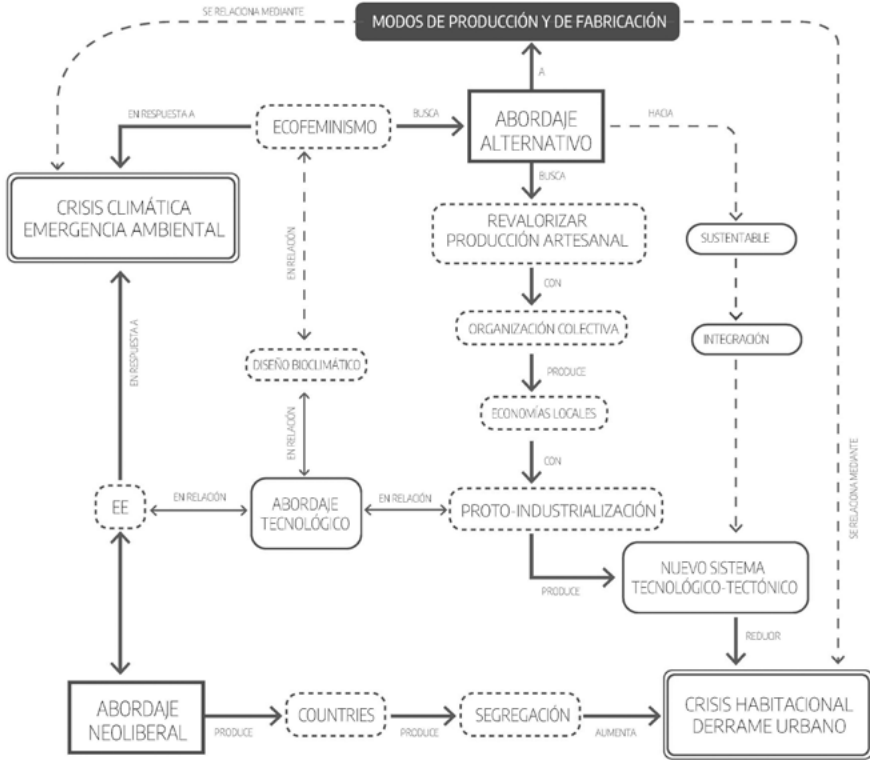 SE RELACIONA MEDIANTE
MODOS DE PRODUCCIÓN Y DE FABRICACIÓN
A
EN RESPUESTA A
ECOFEMINISMO
BUSCA
ABORDAJE
ALTERNATIVO
HACIA
BUSCA
CRISIS CLIMÁTICA
EMERGENCIA AMBIENTAL
REVALORIZAR
PRODUCCIÓN ARTESANAL
SUSTENTABLE
EN RELACIÓN
CON
ORGANIZACIÓN COLECTIVA
INTEGRACIÓN
EN RESPUESTA A
DISEÑO BIOCLIMÁTICO
PRODUCE
ECONOMÍAS LOCALES
EN RELACIÓN
CON
SE RELACIONA MEDIANTE
EE
EN RELACIÓN
ABORDAJE
TECNOLÓGICO
EN RELACIÓN
PROTO-INDUSTRIALIZACIÓN
PRODUCE
NUEVO SISTEMA
TECNOLÓGICO-TECTÓNICO
REDUCIR
ABORDAJE
NEOLIBERAL
PRODUCE
COUNTRIES
PRODUCE
SEGREGACIÓN
AUMENTA
CRISIS HABITACIONAL
DERRAME URBANO